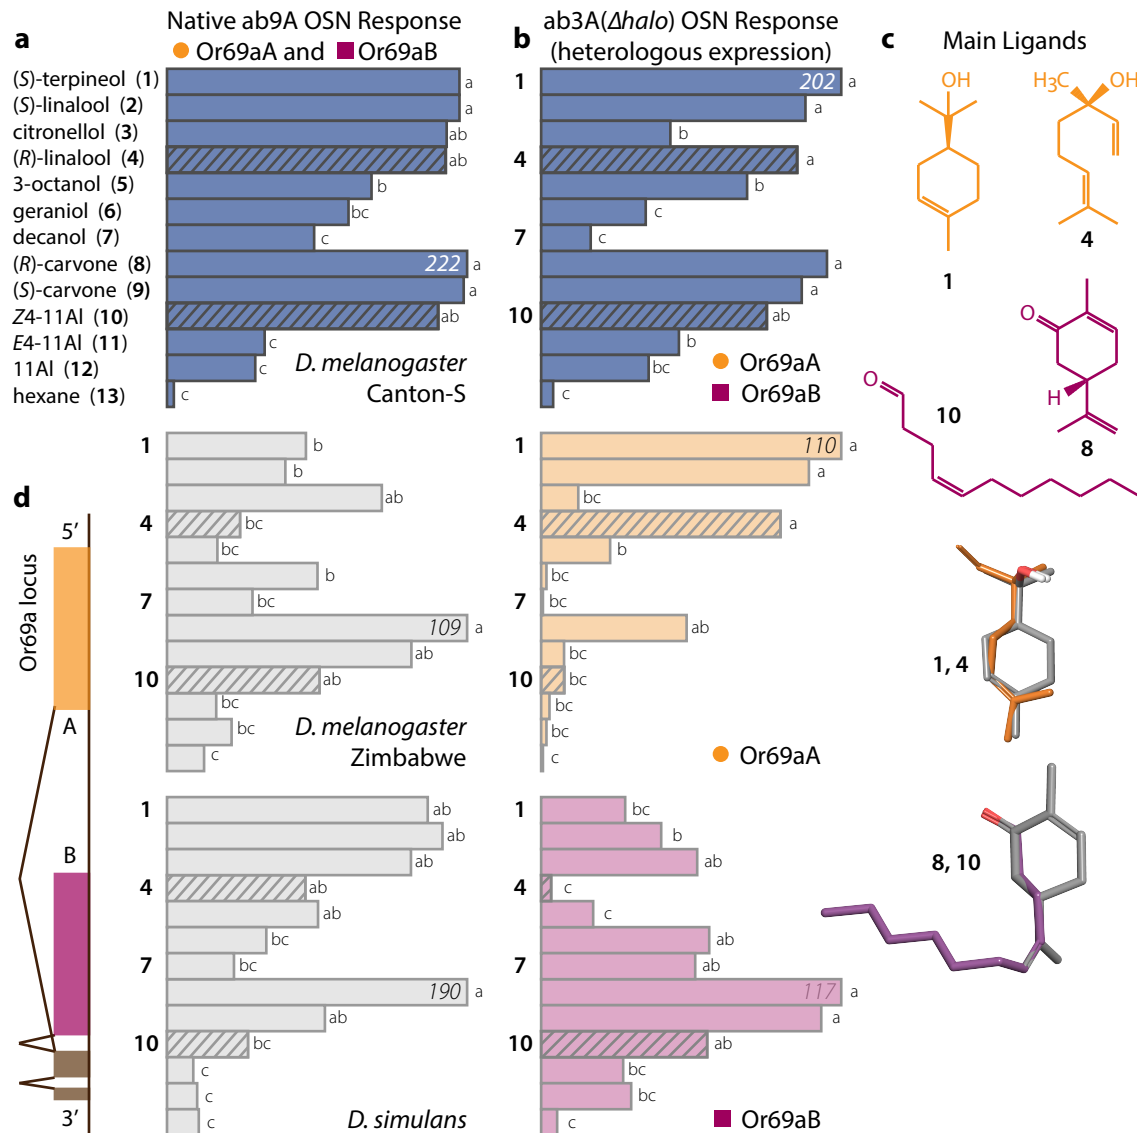 a
Native ab9A OSN Response
Or69aA and Or69aB
(S)-terpineol (1)
(S)-linalool (2)
citronellol (3)
(R)-linalool (4)
3-octanol (5)
geraniol (6)
decanol (7)
(R)-carvone (8)
(S)-carvone (9)
Z4-11Al (10)
E4-11Al (11)
11Al (12)
hexane (13)
a
a
ab
ab
b
bc
c
222 a
a
ab
c
c
c
D. melanogaster
Canton-S
1
b
b
ab
4
bc
bc
b
7
bc
109 a
ab
10
ab
bc
bc
c
D. melanogaster
Zimbabwe
1
ab
ab
ab
4
ab
ab
bc
7
bc
190 a
ab
10
bc
c
c
c
D. simulans
b
ab3A(Δhalo) OSN Response
(heterologous expression)
1
202 a
a
b
4
a
b
c
7
c
a
a
10
ab
b
bc
c
Or69aA
Or69aB
1
110 a
a
bc
4
a
b
bc
7
bc
ab
bc
10
bc
bc
bc
c
Or69aA
1
bc
b
ab
4
c
c
ab
7
ab
117 a
a
10
ab
bc
bc
c
Or69aB
c
Main Ligands
OH
1
H3C
OH
4
O
H
8
O
10
1, 4
8, 10
d
Or69a locus
5′
A
B
3′